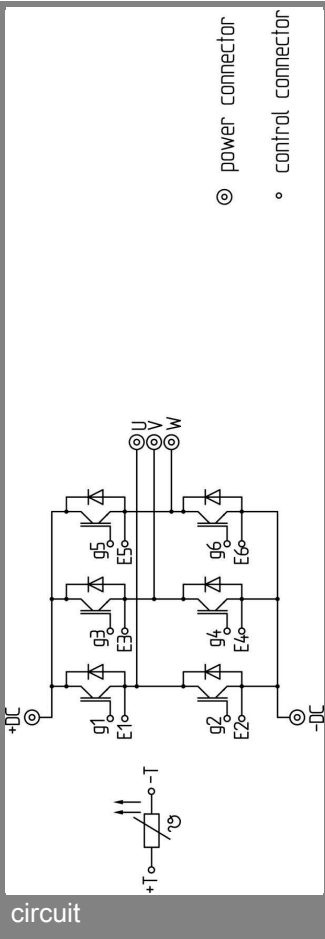 power connector
control connector
U
V
W
g5
E5
g6
E6
g3
E3
g4
E4
g1
E1
g2
E2
+DC
-DC
-T
ϑ
+T
circuit